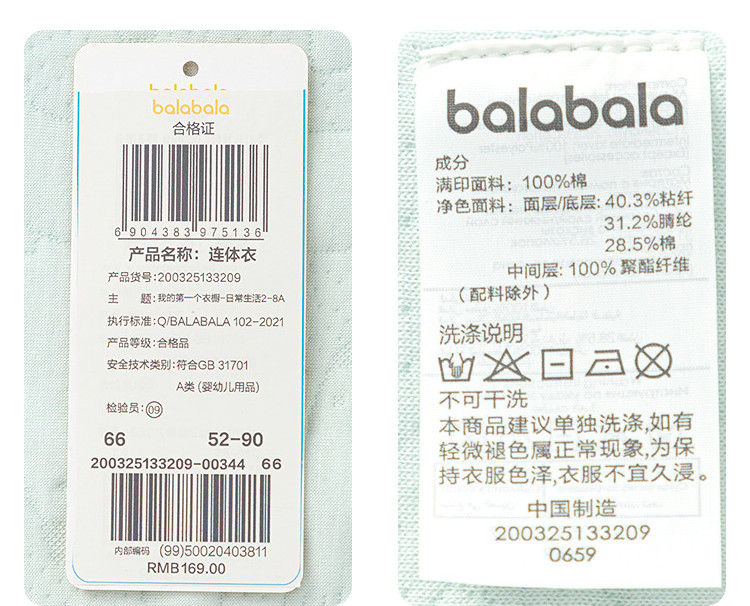 balabala
balabala
合格证
6 904383 975136
产品名称：连体衣
产品货号：200325133209
主 题：我的第一个衣橱-日常生活2-8A
执行标准：Q/BALABALA 102-2021
产品等级：合格品
安全技术类别：符合GB 31701
A类 (婴幼儿用品)
检验员：09
66 52-90
200325133209-00344 66
内部编码 (99)50020403811
RMB169.00
balabala
成分
满印面料：100%棉
净色面料：面层/底层：40.3%粘纤
31.2%腈纶
28.5%棉
中间层：100%聚酯纤维
（配料除外）
洗涤说明
不可干洗
本商品建议单独洗涤,如有
轻微褪色属正常现象,为保
持衣服色泽,衣服不宜久浸。
中国制造
200325133209
0659